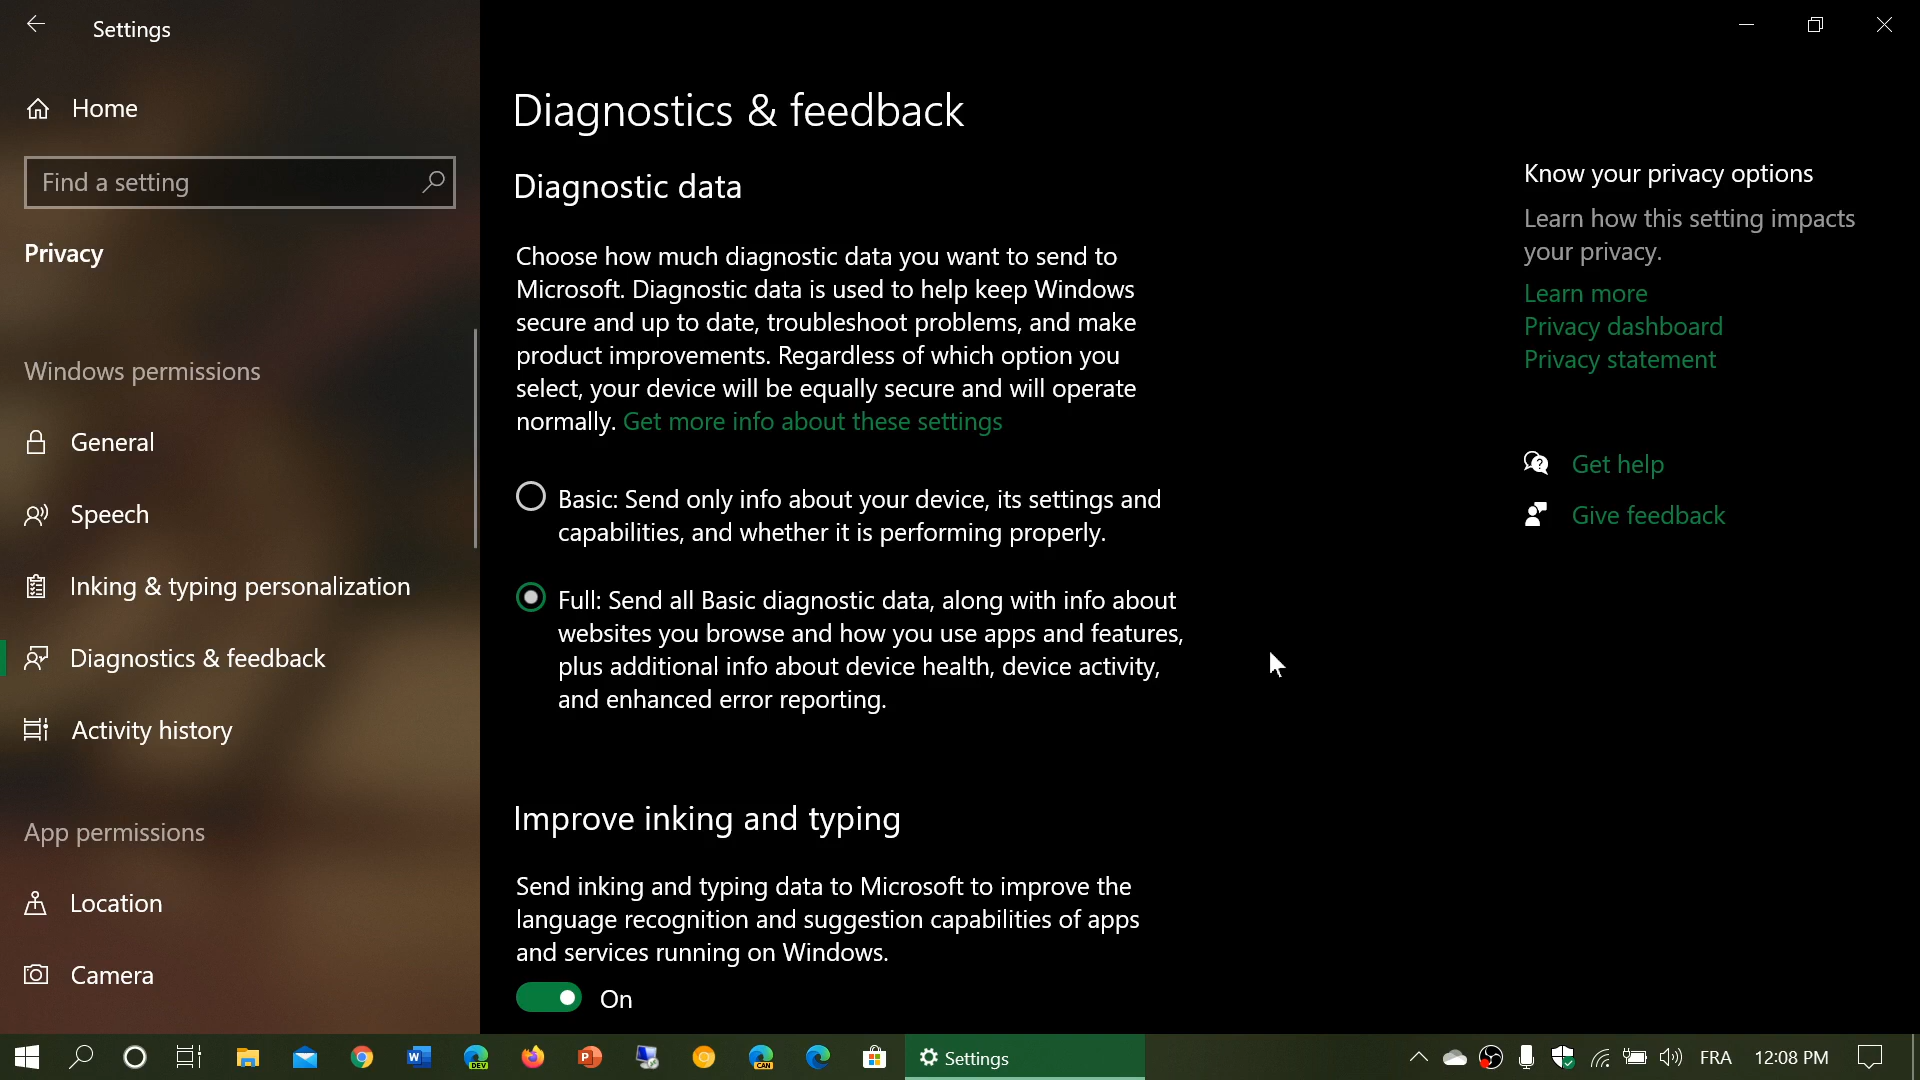 Settings
Home
Find a setting
Privacy
Windows permissions
General
Speech
Inking & typing personalization
Diagnostics & feedback
Activity history
App permissions
Location
Camera
Diagnostics & feedback
Diagnostic data
Choose how much diagnostic data you want to send to
Microsoft. Diagnostic data is used to help keep Windows
secure and up to date, troubleshoot problems, and make
product improvements. Regardless of which option you
select, your device will be equally secure and will operate
normally. Get more info about these settings
Basic: Send only info about your device, its settings and
capabilities, and whether it is performing properly.
Full: Send all Basic diagnostic data, along with info about
websites you browse and how you use apps and features,
plus additional info about device health, device activity,
and enhanced error reporting.
Improve inking and typing
Send inking and typing data to Microsoft to improve the
language recognition and suggestion capabilities of apps
and services running on Windows.
On
Know your privacy options
Learn how this setting impacts
your privacy.
Learn more
Privacy dashboard
Privacy statement
Get help
Give feedback
W
DEV
P
CAN
Settings
FRA
12:08 PM